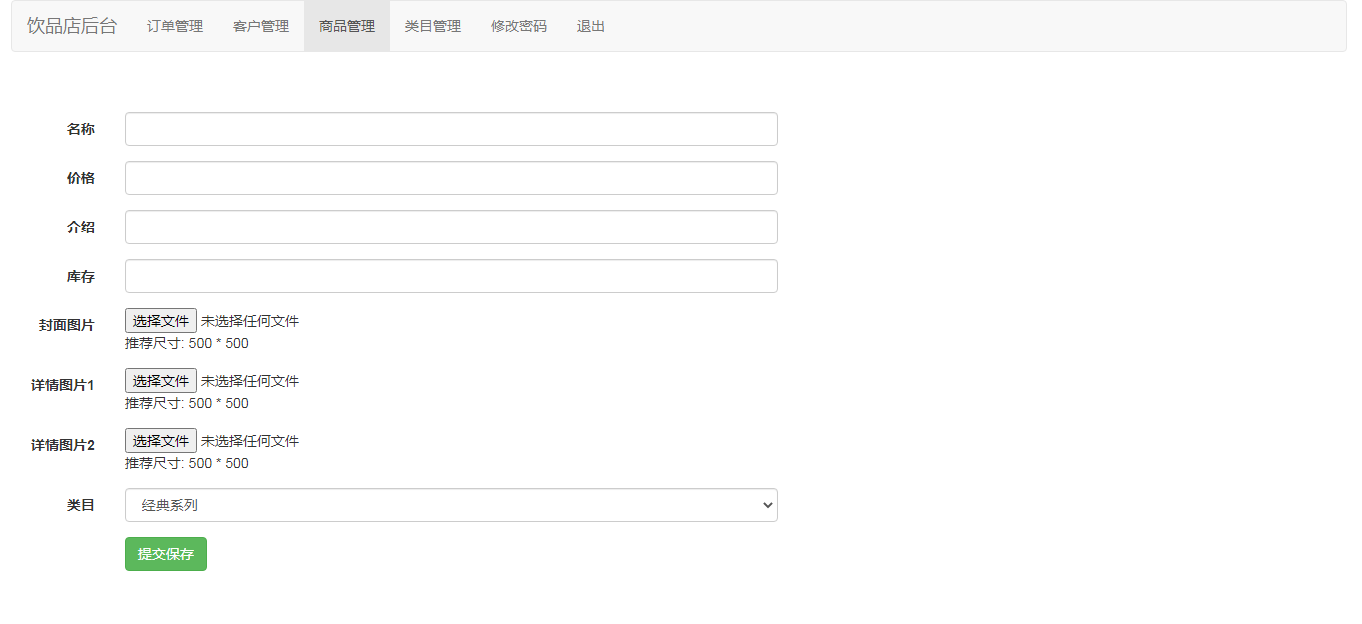 饮品店后台 订单管理 客户管理 商品管理 类目管理 修改密码 退出
名称
价格
介绍
库存
封面图片 选择文件 未选择任何文件
推荐尺寸: 500 * 500
详情图片1 选择文件 未选择任何文件
推荐尺寸: 500 * 500
详情图片2 选择文件 未选择任何文件
推荐尺寸: 500 * 500
类目 经典系列
提交保存